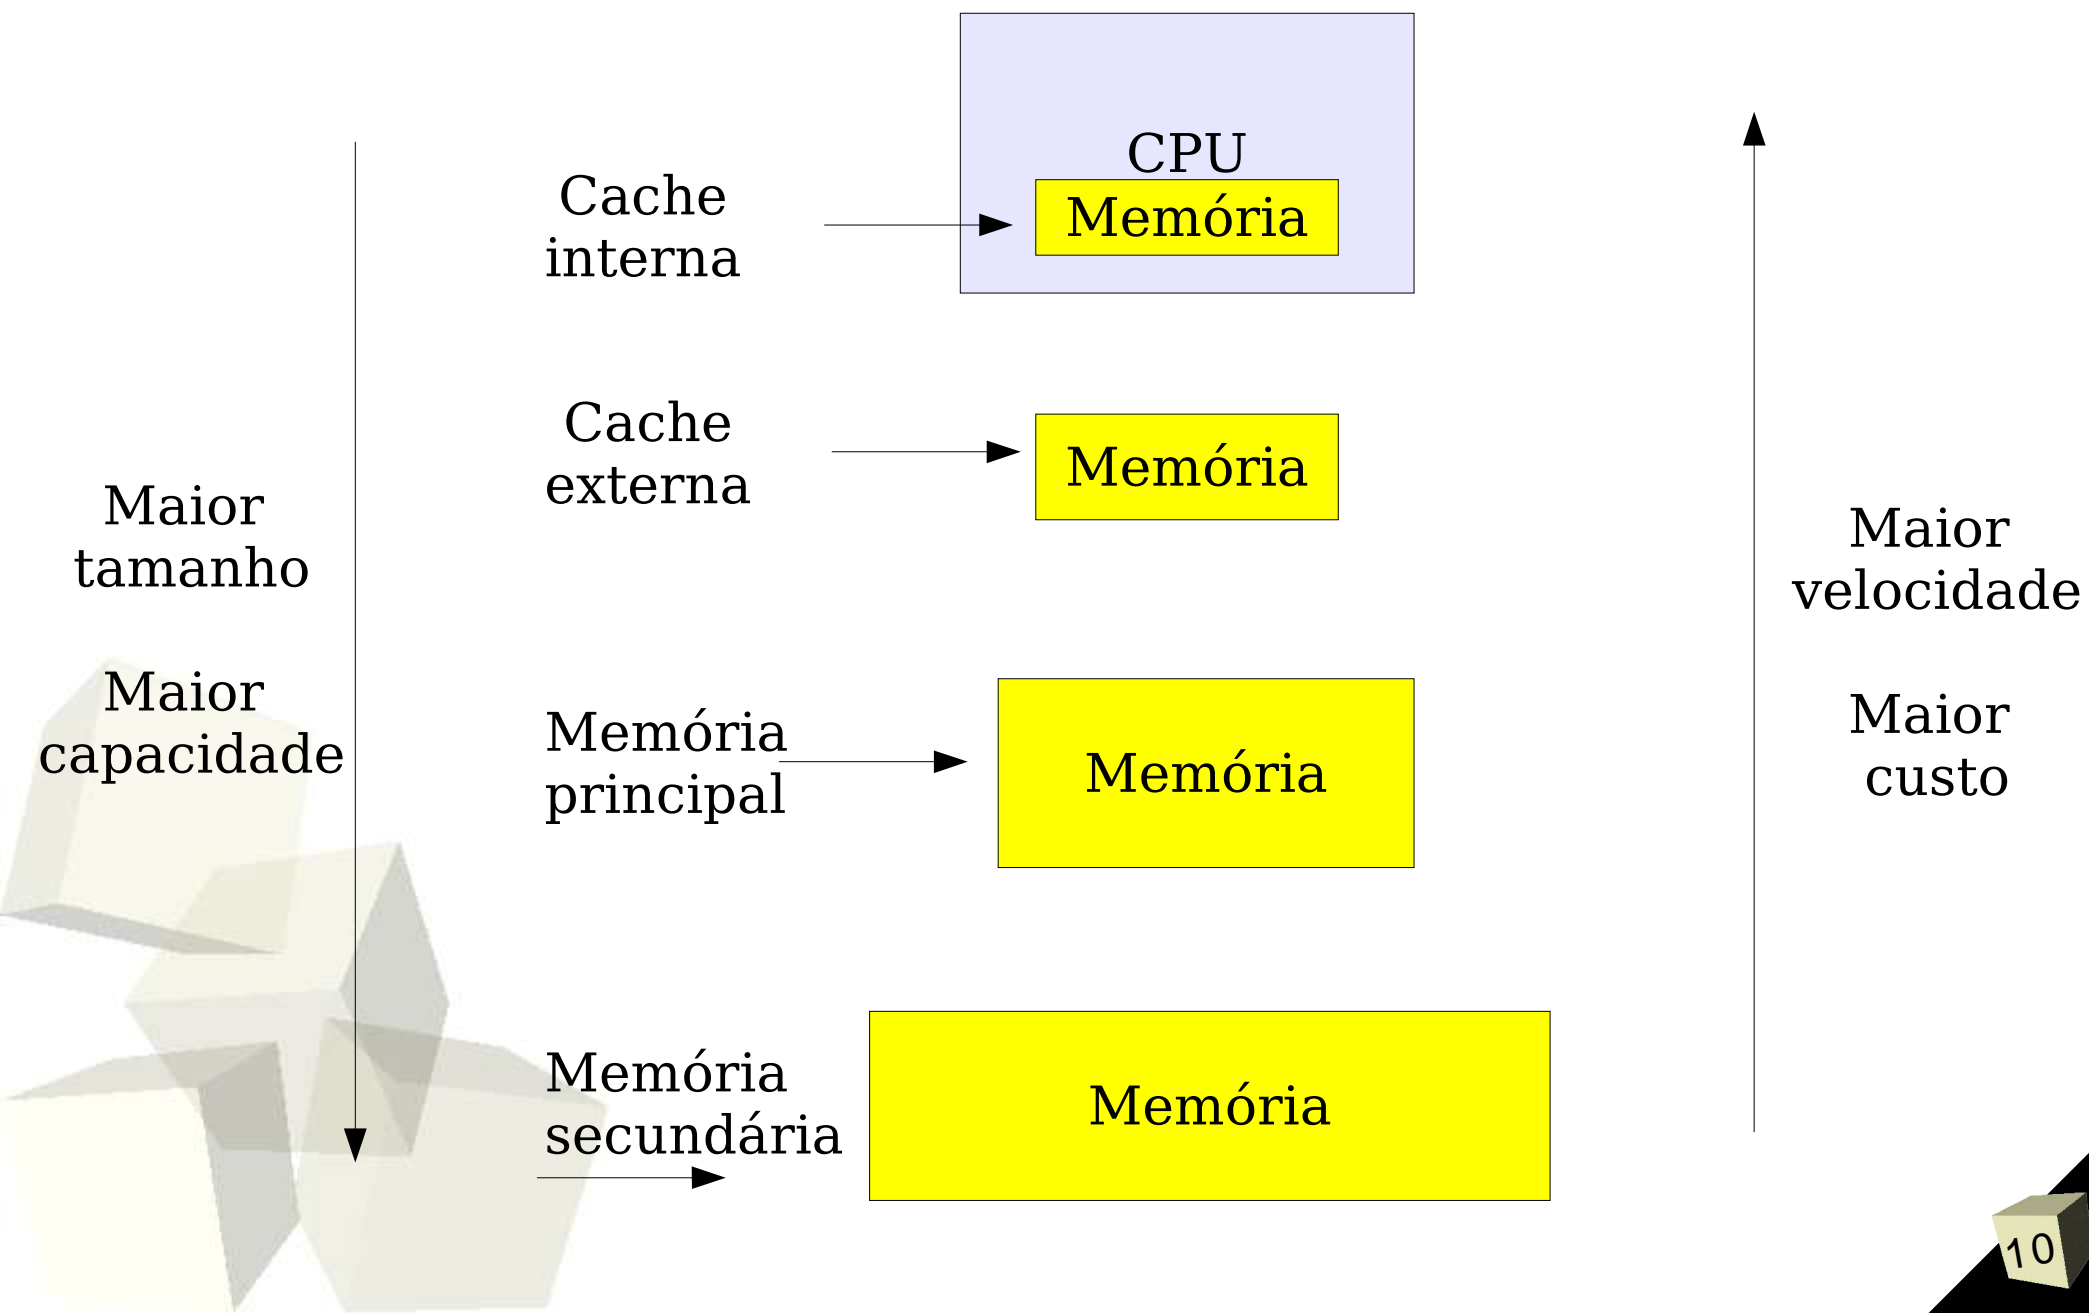 CPU
Cache
interna
Memória
Cache
externa
Memória
Maior
tamanho
Maior
capacidade
Maior
velocidade
Maior
custo
Memória
principal
Memória
Memória
secundária
Memória
10